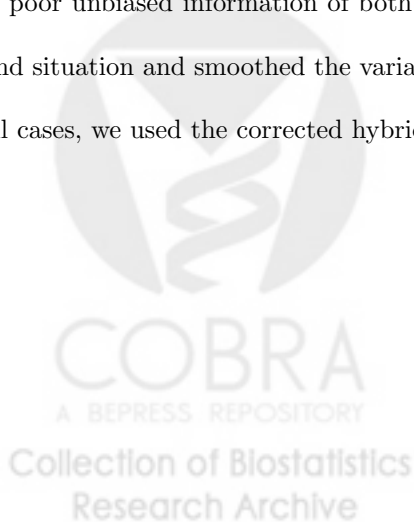 poor unbiased information of both
nd situation and smoothed the varia
l cases, we used the corrected hybri
COBRA
A BEPRESS REPOSITORY
Collection of Biostatistics
Research Archive